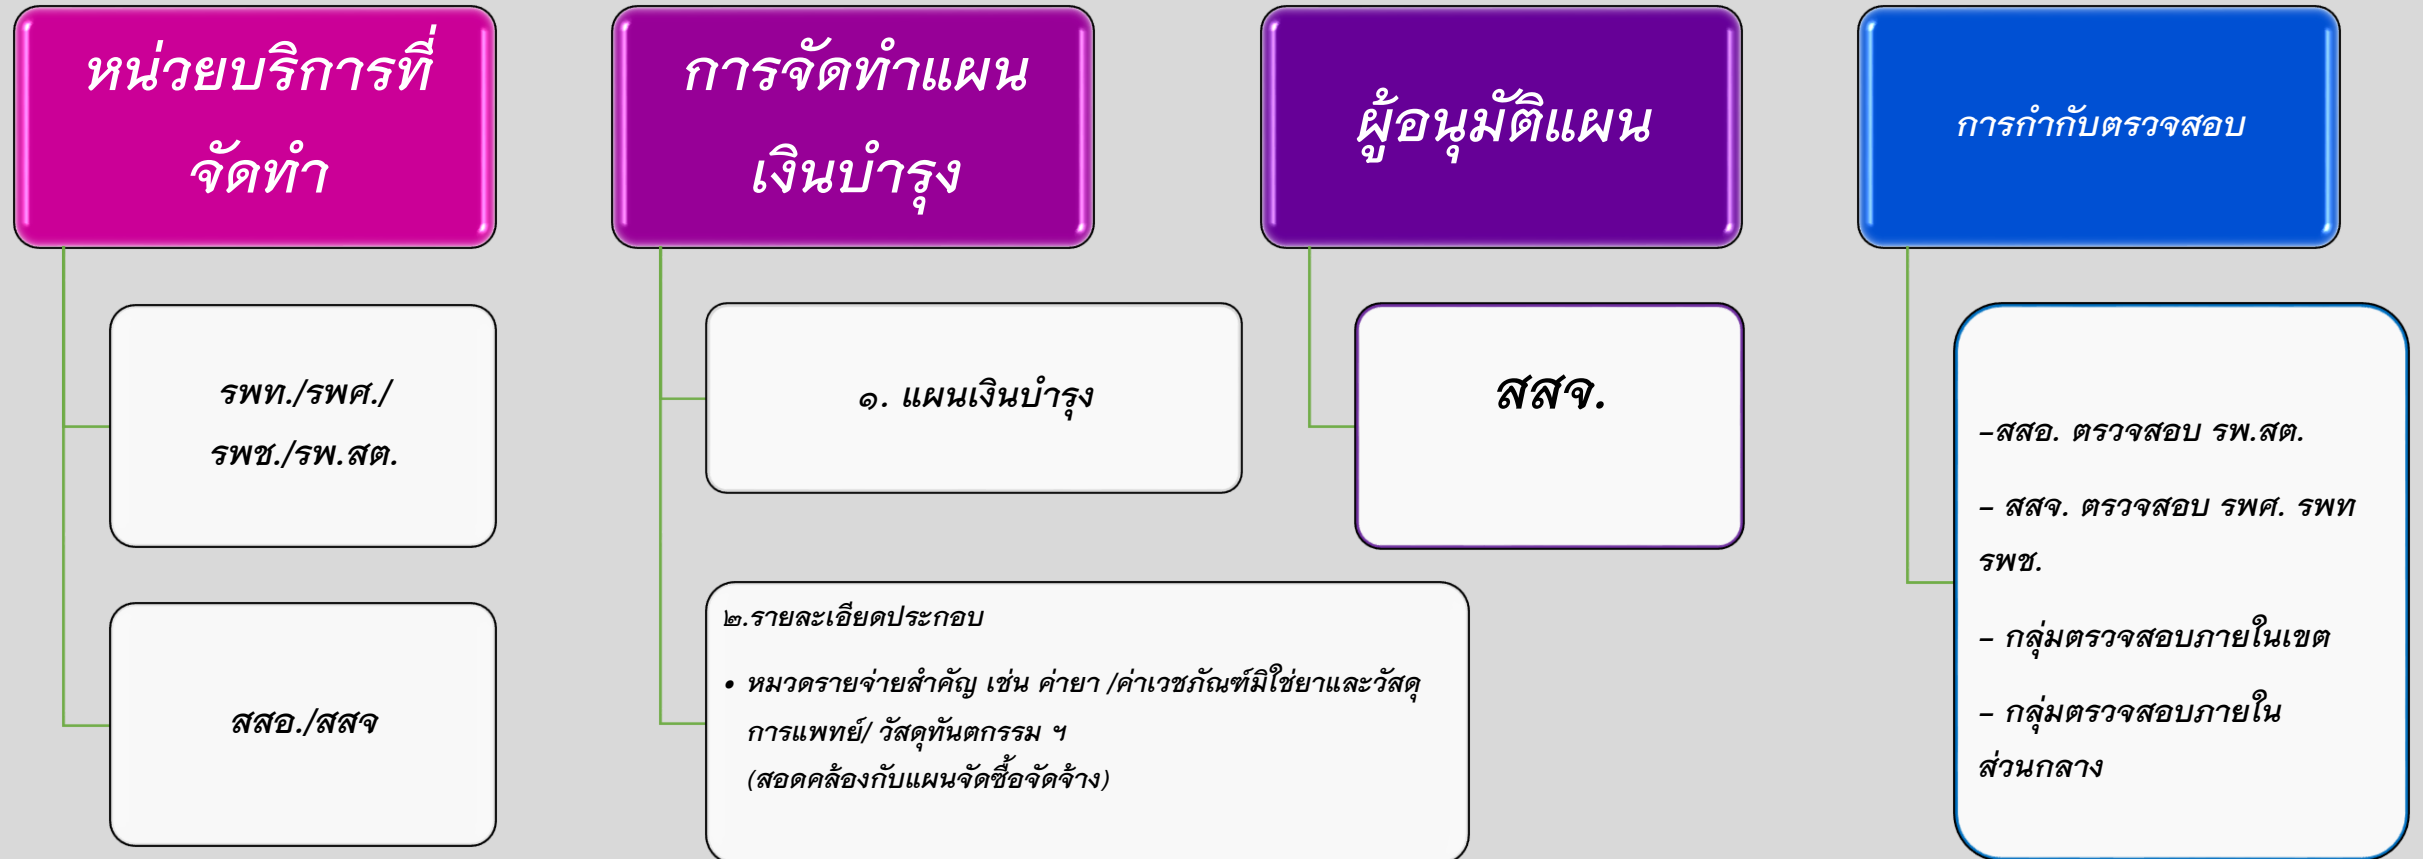 หน่วยบริการที่
จัดทำ
รพท./รพศ./
รพช./รพ.สต.
สสอ./สสจ
การจัดทำแผน
เงินบำรุง
๑. แผนเงินบำรุง
๒.รายละเอียดประกอบ
• หมวดรายจ่ายสำคัญ เช่น ค่ายา /ค่าเวชภัณฑ์มิใช่ยาและวัสดุ
การแพทย์/ วัสดุทันตกรรม ฯ
(สอดคล้องกับแผนจัดซื้อจัดจ้าง)
ผู้อนุมัติแผน
สสจ.
การกำกับตรวจสอบ
-สสอ. ตรวจสอบ รพ.สต.
- สสจ. ตรวจสอบ รพศ. รพท
รพช.
- กลุ่มตรวจสอบภายในเขต
- กลุ่มตรวจสอบภายใน
ส่วนกลาง